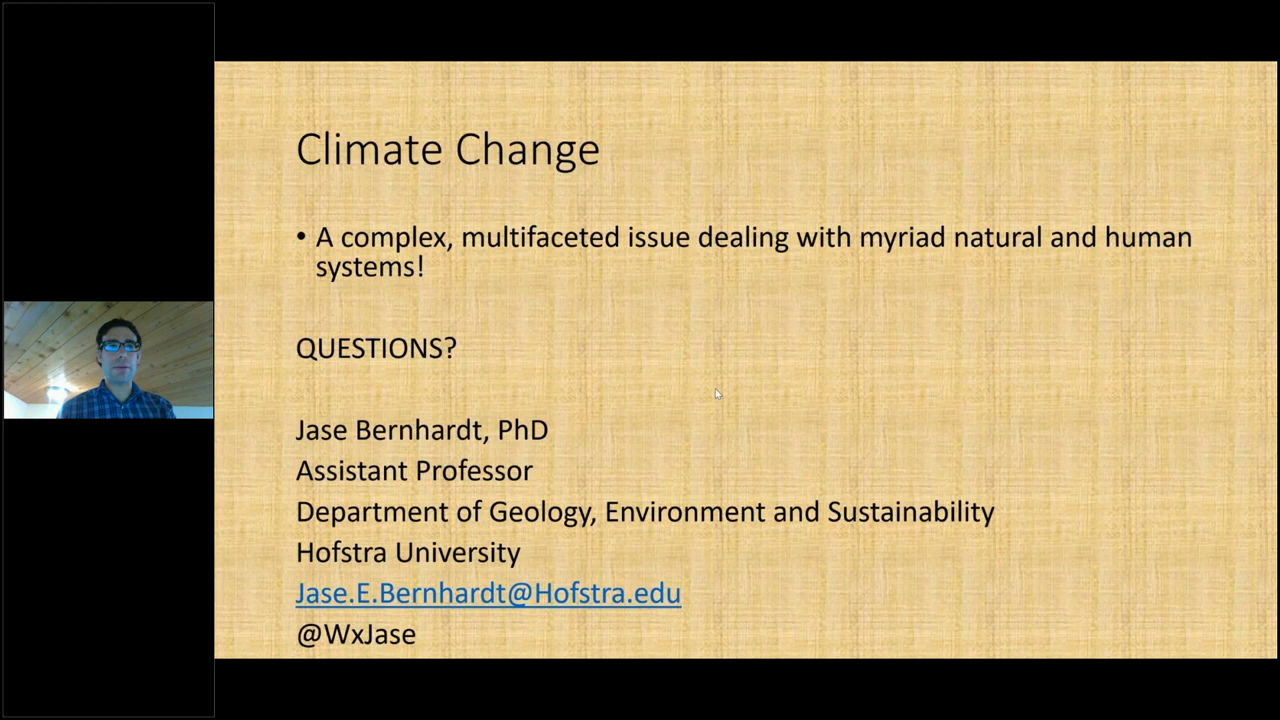 Climate Change
• A complex, multifaceted issue dealing with myriad natural and human
systems!
QUESTIONS?
Jase Bernhardt, PhD
Assistant Professor
Department of Geology, Environment and Sustainability
Hofstra University
Jase.E.Bernhardt@Hofstra.edu
@WxJase